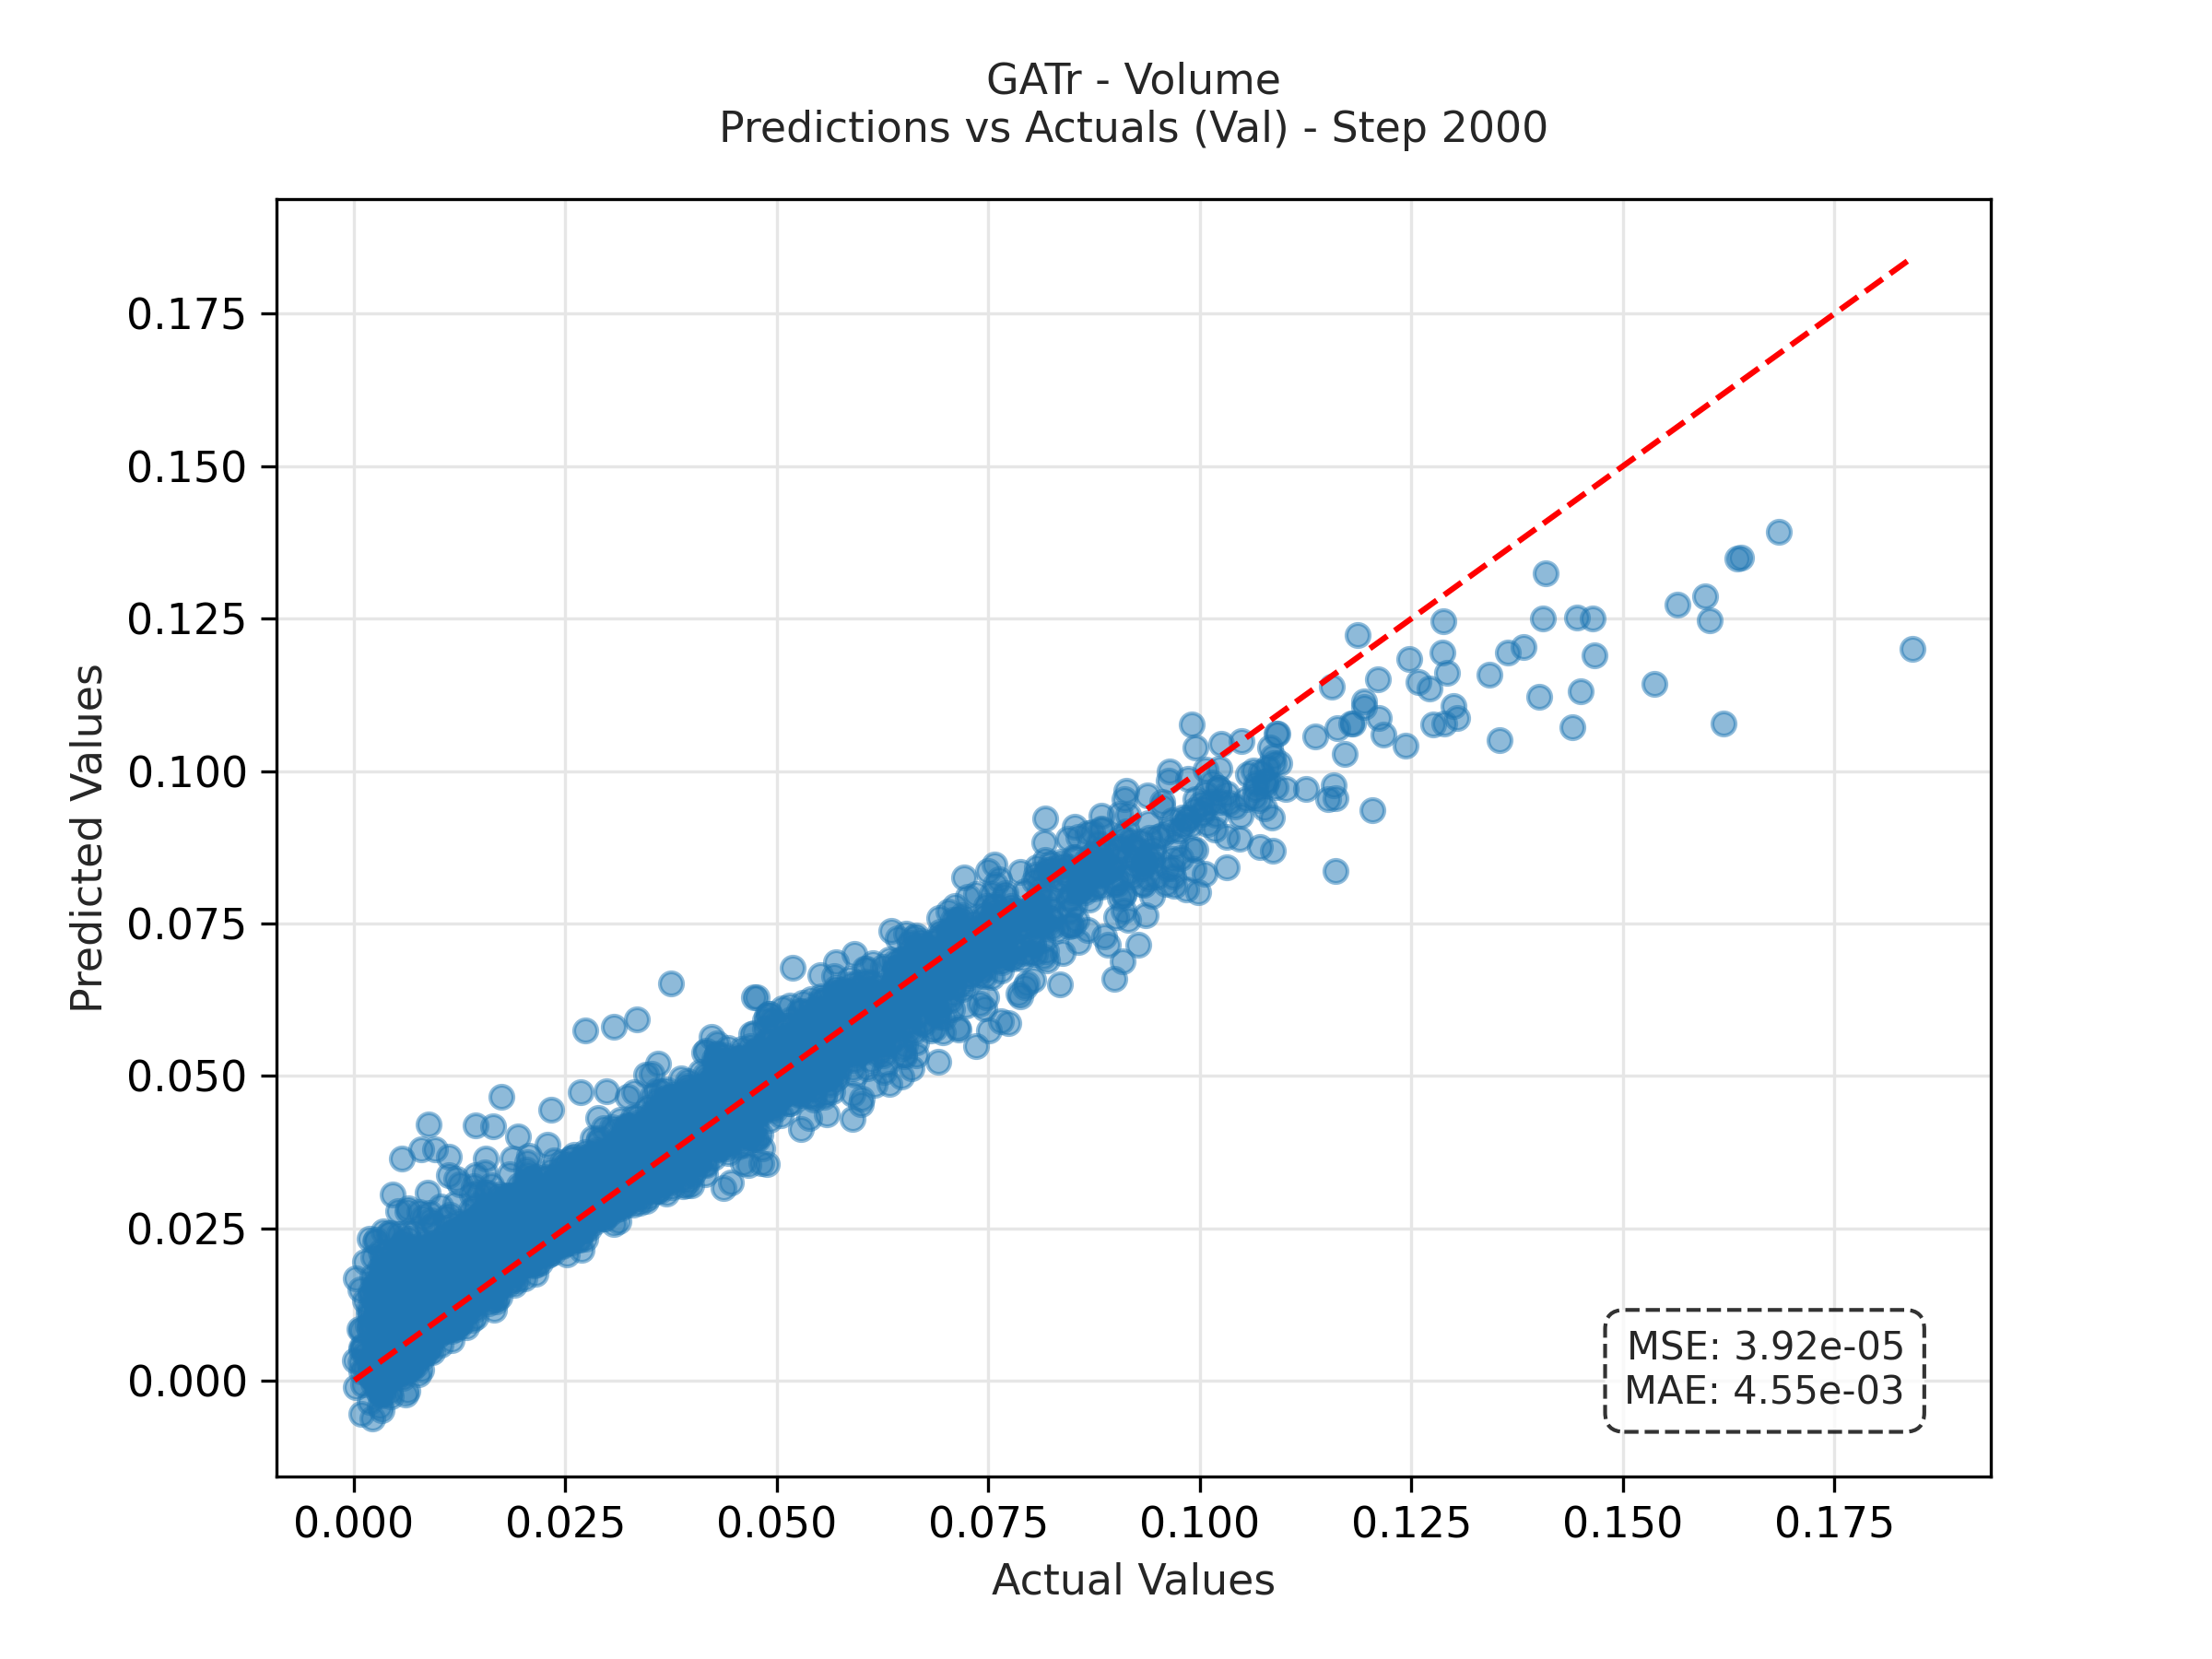 GATr - Volume
Predictions vs Actuals (Val) - Step 2000
Predicted Values
0.175
0.150
0.125
0.100
0.075
0.050
0.025
0.000
MSE: 3.92e-05
MAE: 4.55e-03
0.000 0.025 0.050 0.075 0.100 0.125 0.150 0.175
Actual Values